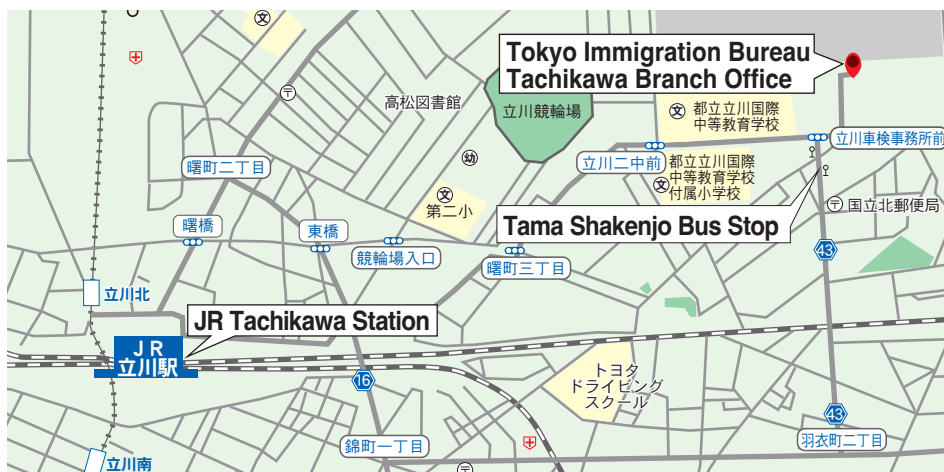 Tokyo Immigration Bureau
Tachikawa Branch Office
文
〒
高松図書館
立川競輪場
文
都立立川国際
中等教育学校
立川車検事務所前
曙町二丁目
幼
立川二中前
都立立川国際
中等教育学校
付属小学校
文
文
第二小
〒
国立北郵便局
Tama Shakenjo Bus Stop
曙橋
東橋
競輪場入口
曙町三丁目
43
立川北
JR Tachikawa Station
JR
立川駅
16
トヨタ
ドライビング
スクール
43
錦町一丁目
羽衣町二丁目
立川南
〒